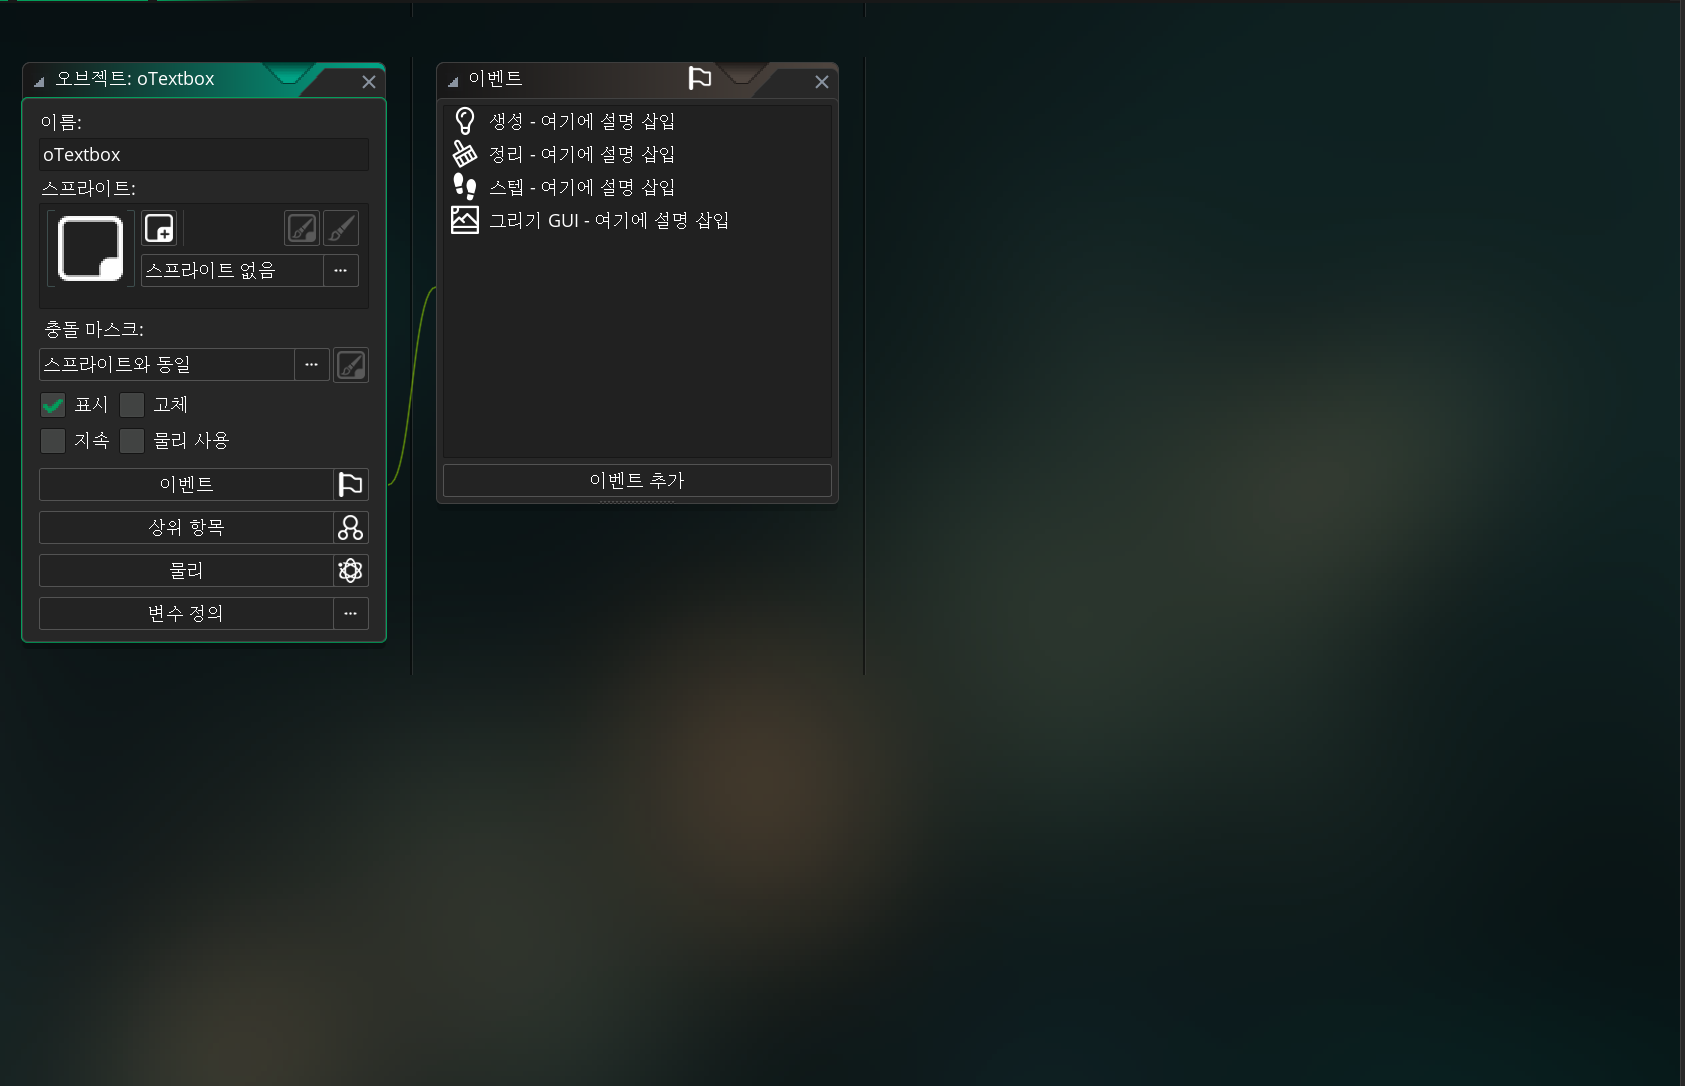 오브젝트: oTextbox
이름:
oTextbox
스프라이트:
스프라이트 없음
...
충돌 마스크:
스프라이트와 동일
...
표시
고체
지속
물리 사용
이벤트
상위 항목
물리
변수 정의
...
이벤트
생성 - 여기에 설명 삽입
정리 - 여기에 설명 삽입
스텝 - 여기에 설명 삽입
그리기 GUI - 여기에 설명 삽입
이벤트 추가